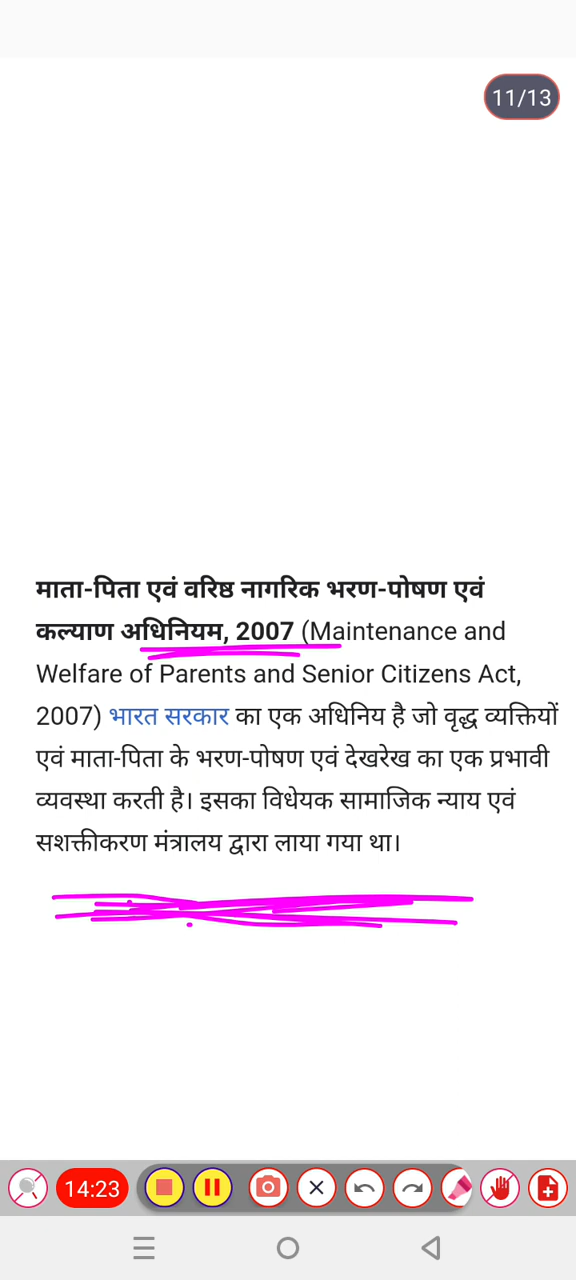 11/13
माता-पिता एवं वरिष्ठ नागरिक भरण-पोषण एवं
कल्याण अधिनियम, 2007 (Maintenance and
Welfare of Parents and Senior Citizens Act,
2007) भारत सरकार का एक अधिनिय है जो वृद्ध व्यक्तियों
एवं माता-पिता के भरण-पोषण एवं देखरेख का एक प्रभावी
व्यवस्था करती है। इसका विधेयक सामाजिक न्याय एवं
सशक्तीकरण मंत्रालय द्वारा लाया गया था।
14:23